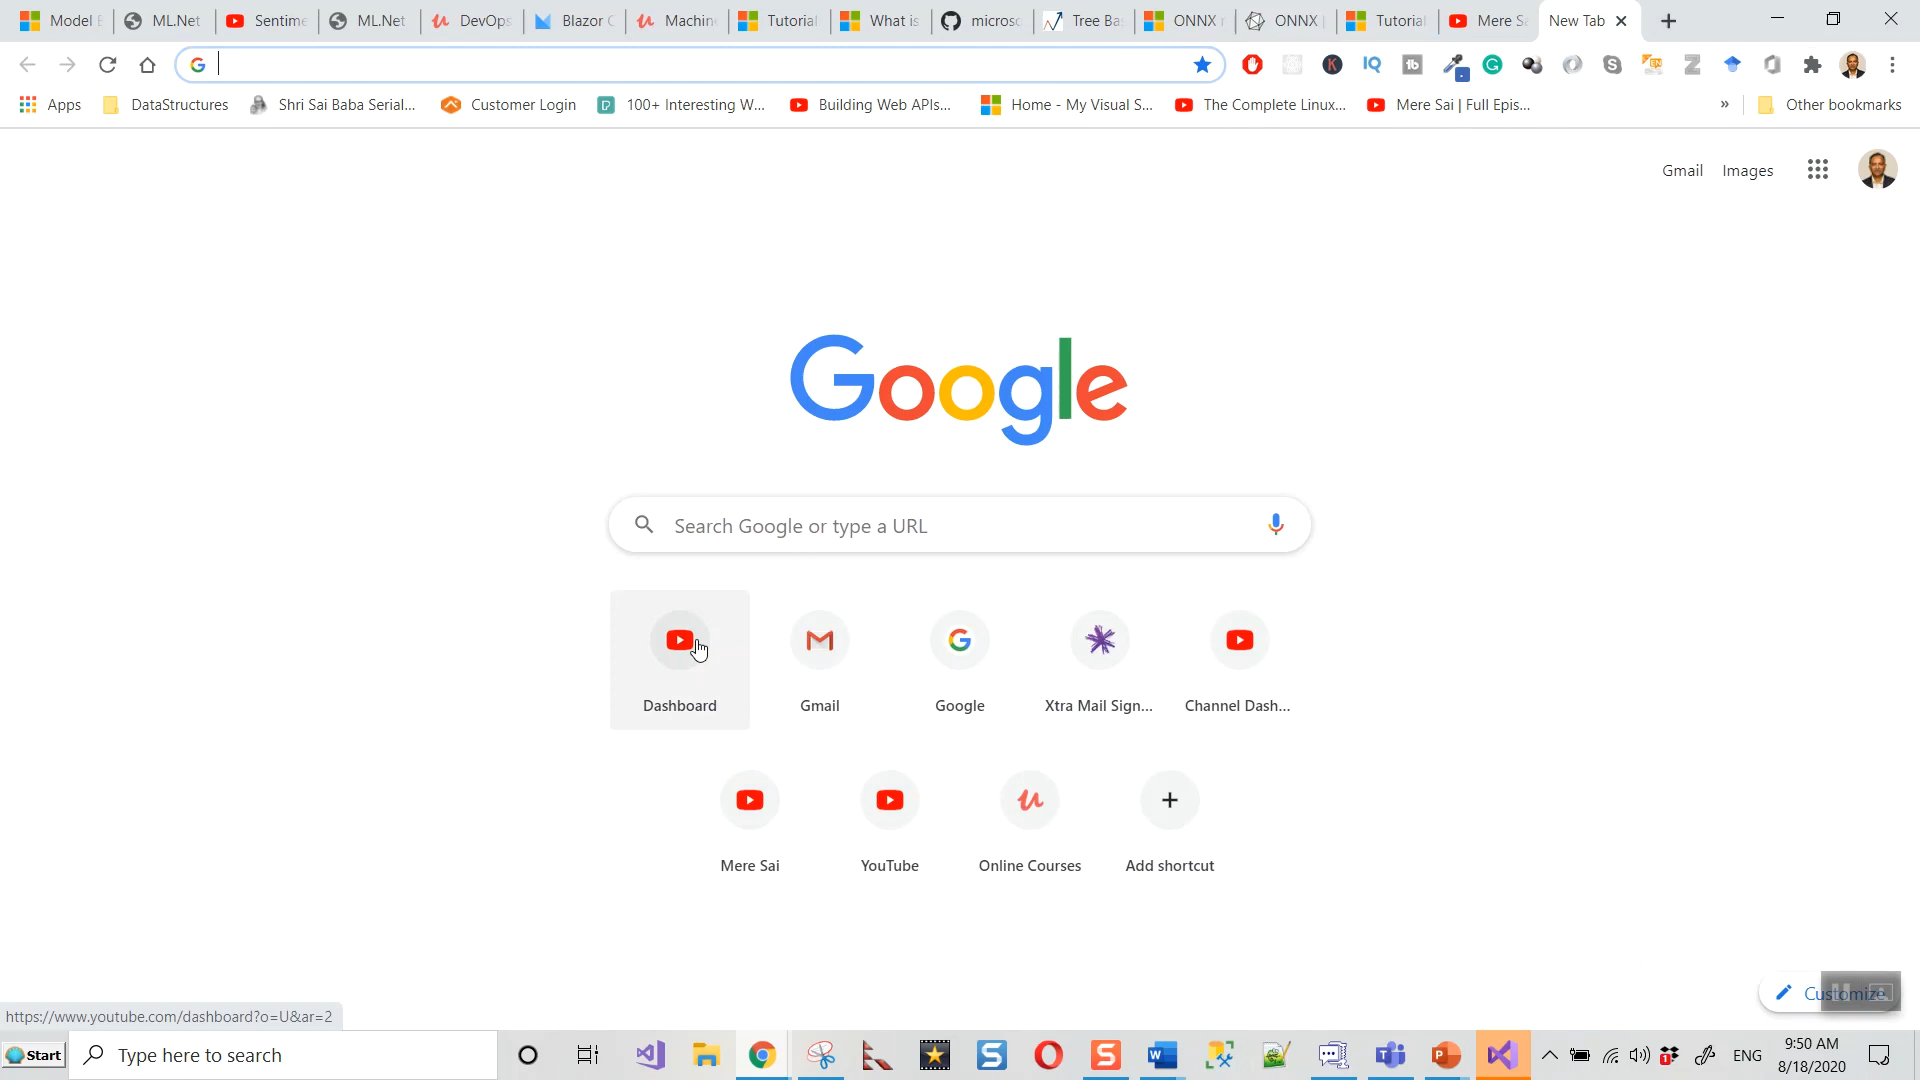 Model ML.Net Sentime ML.Net DevOps Blazor Machin Tutorial What is microso Tree Ba ONNX ONNX Tutorial Mere Se New Tab
Apps DataStructures Shri Sai Baba Serial... Customer Login 100+ Interesting W... Building Web APIs... Home - My Visual S... The Complete Linux... Mere Sai | Full Epis... » Other bookmarks
Gmail Images
Google
Search Google or type a URL
Dashboard Gmail Google Xtra Mail Sign... Channel Dash...
Mere Sai YouTube Online Courses Add shortcut
Customize
https://www.youtube.com/dashboard?o=U&ar=2
Start Type here to search ENG 9:50 AM
8/18/2020